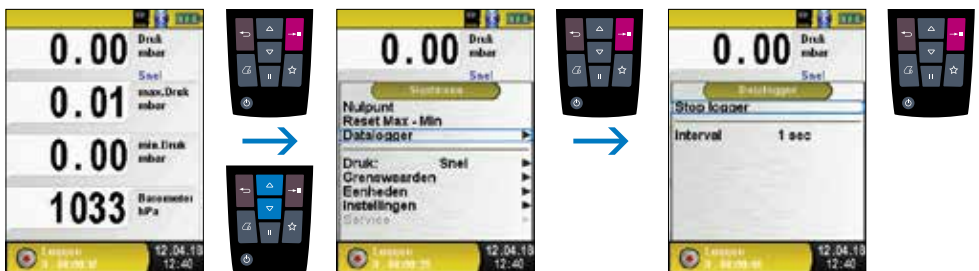 0.00 Druk mbar
Snel
0.01 max.Druk mbar
0.00 min.Druk mbar
1033 Barometer hPa
Loggen
12.04.18
12:40
0.00 Druk mbar
Snel
Nulpunt
Reset Max - Min
Datalogger
Druk: Snel
Grenswaarden
Eenheden
Instellingen
Service
Loggen
12.04.18
12:40
0.00 Druk mbar
Snel
Datalogger
Stop logger
Interval 1 sec
Loggen
12.04.18
12:40